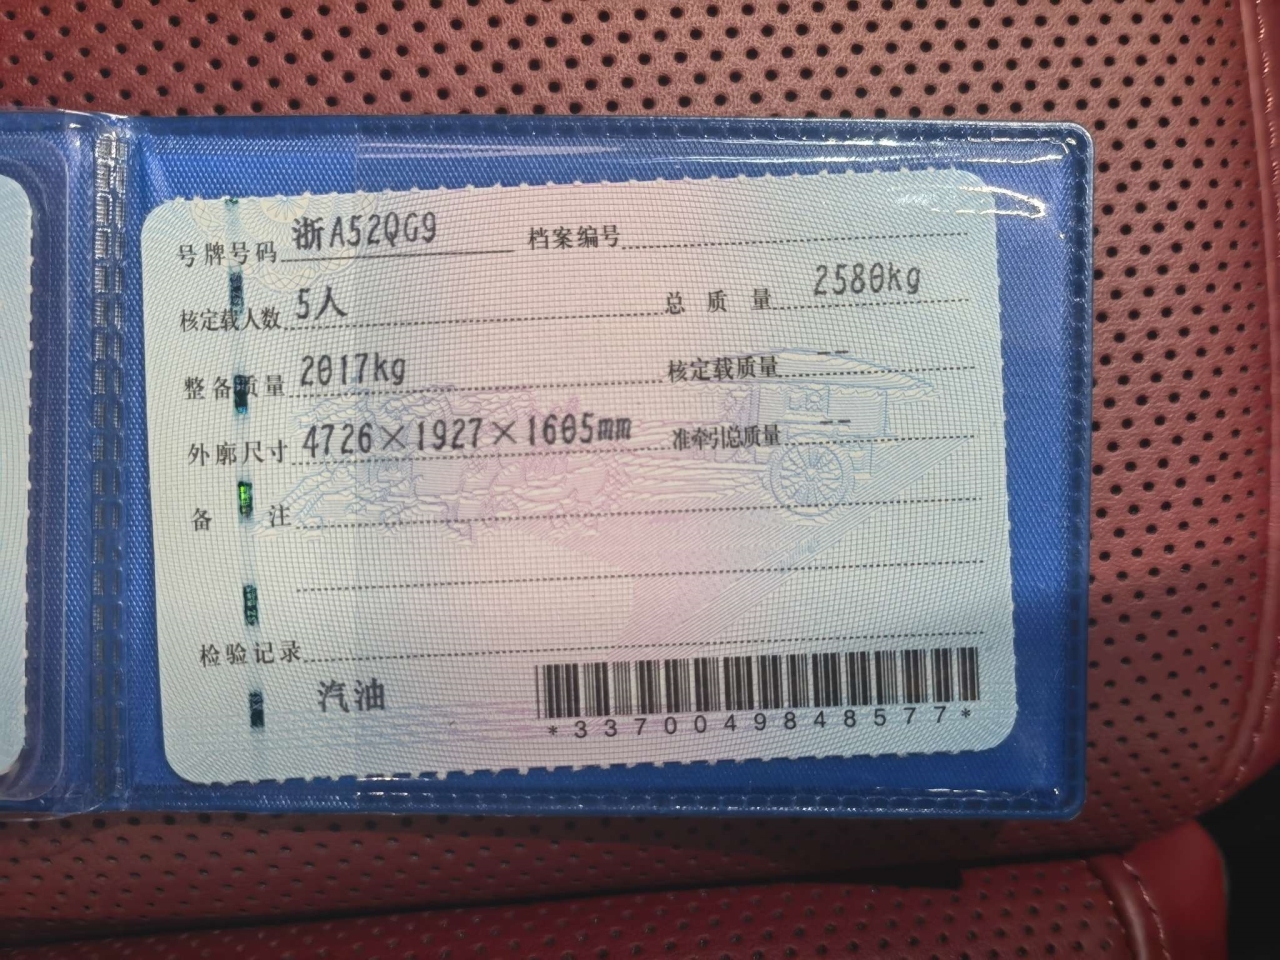 号牌号码 浙A52QG9 档案编号
核定载人数 5人 总质量 2580kg
整备质量 2017kg 核定载质量 --
外廓尺寸 4726×1927×1605mm 准牵引总质量 --
备注
检验记录
汽油
*3370049848577*